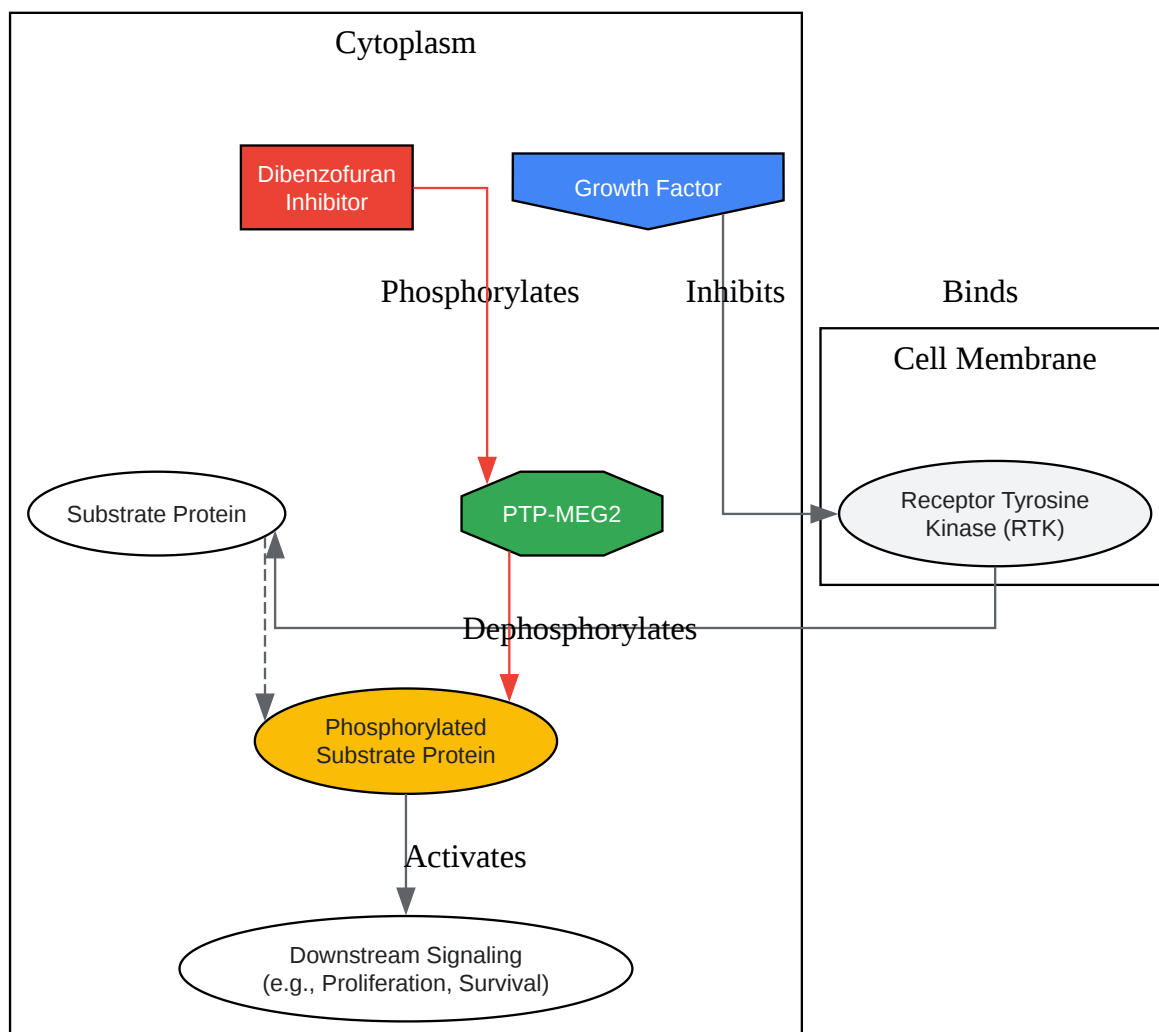 Cytoplasm
Dibenzofuran
Inhibitor
Growth Factor
Phosphorylates
Inhibits
Binds
Cell Membrane
Substrate Protein
PTP-MEG2
Receptor Tyrosine
Kinase (RTK)
Dephosphorylates
Phosphorylated
Substrate Protein
Activates
Downstream Signaling
(e.g., Proliferation, Survival)